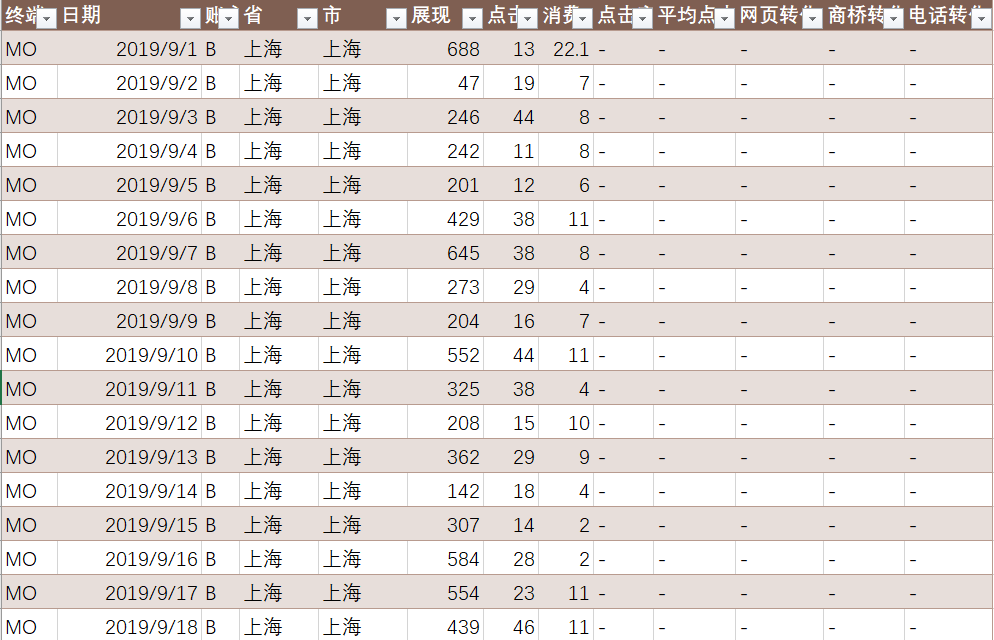 终端 日期 账 省 市 展现 点击 消费 点击 平均点 网页转 商桥转 电话转
MO 2019/9/1 B 上海 上海 688 13 22.1 - - - - -
MO 2019/9/2 B 上海 上海 47 19 7 - - - - -
MO 2019/9/3 B 上海 上海 246 44 8 - - - - -
MO 2019/9/4 B 上海 上海 242 11 8 - - - - -
MO 2019/9/5 B 上海 上海 201 12 6 - - - - -
MO 2019/9/6 B 上海 上海 429 38 11 - - - - -
MO 2019/9/7 B 上海 上海 645 38 8 - - - - -
MO 2019/9/8 B 上海 上海 273 29 4 - - - - -
MO 2019/9/9 B 上海 上海 204 16 7 - - - - -
MO 2019/9/10 B 上海 上海 552 44 11 - - - - -
MO 2019/9/11 B 上海 上海 325 38 4 - - - - -
MO 2019/9/12 B 上海 上海 208 15 10 - - - - -
MO 2019/9/13 B 上海 上海 362 29 9 - - - - -
MO 2019/9/14 B 上海 上海 142 18 4 - - - - -
MO 2019/9/15 B 上海 上海 307 14 2 - - - - -
MO 2019/9/16 B 上海 上海 584 28 2 - - - - -
MO 2019/9/17 B 上海 上海 554 23 11 - - - - -
MO 2019/9/18 B 上海 上海 439 46 11 - - - - -